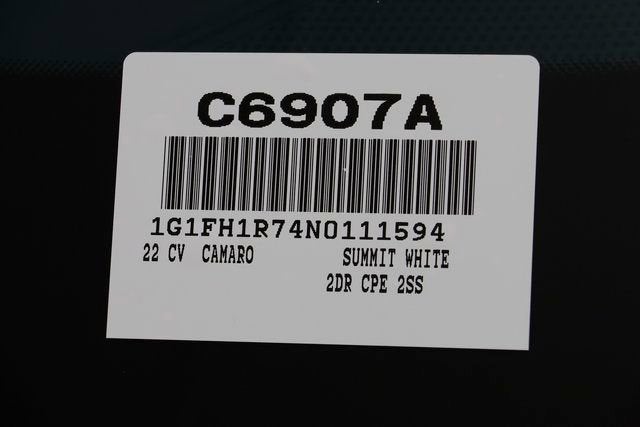 C6907A
1G1FH1R74N0111594
22 CV CAMARO SUMMIT WHITE
2DR CPE 2SS